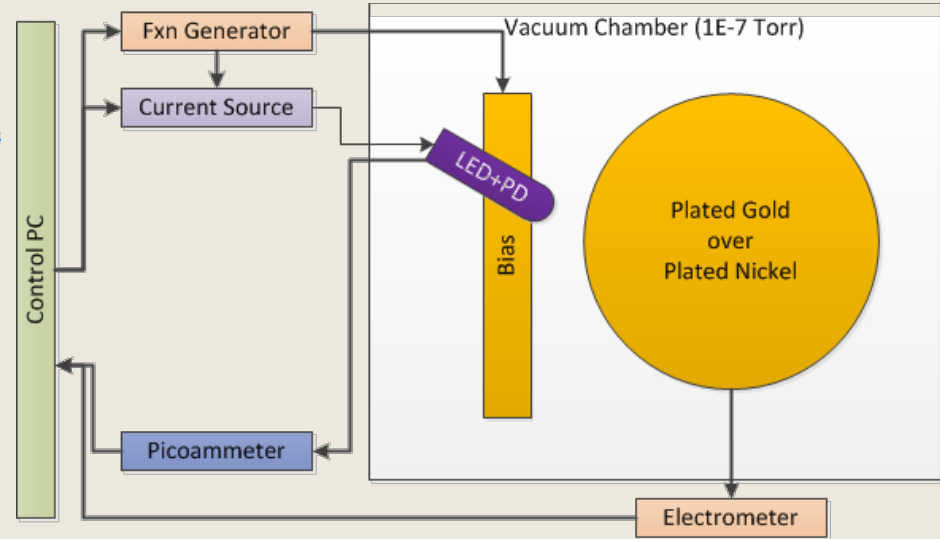 Fxn Generator
Vacuum Chamber (1E-7 Torr)
Current Source
LED+PD
Plated Gold
over
Plated Nickel
Bias
Control PC
Picoammeter
Electrometer